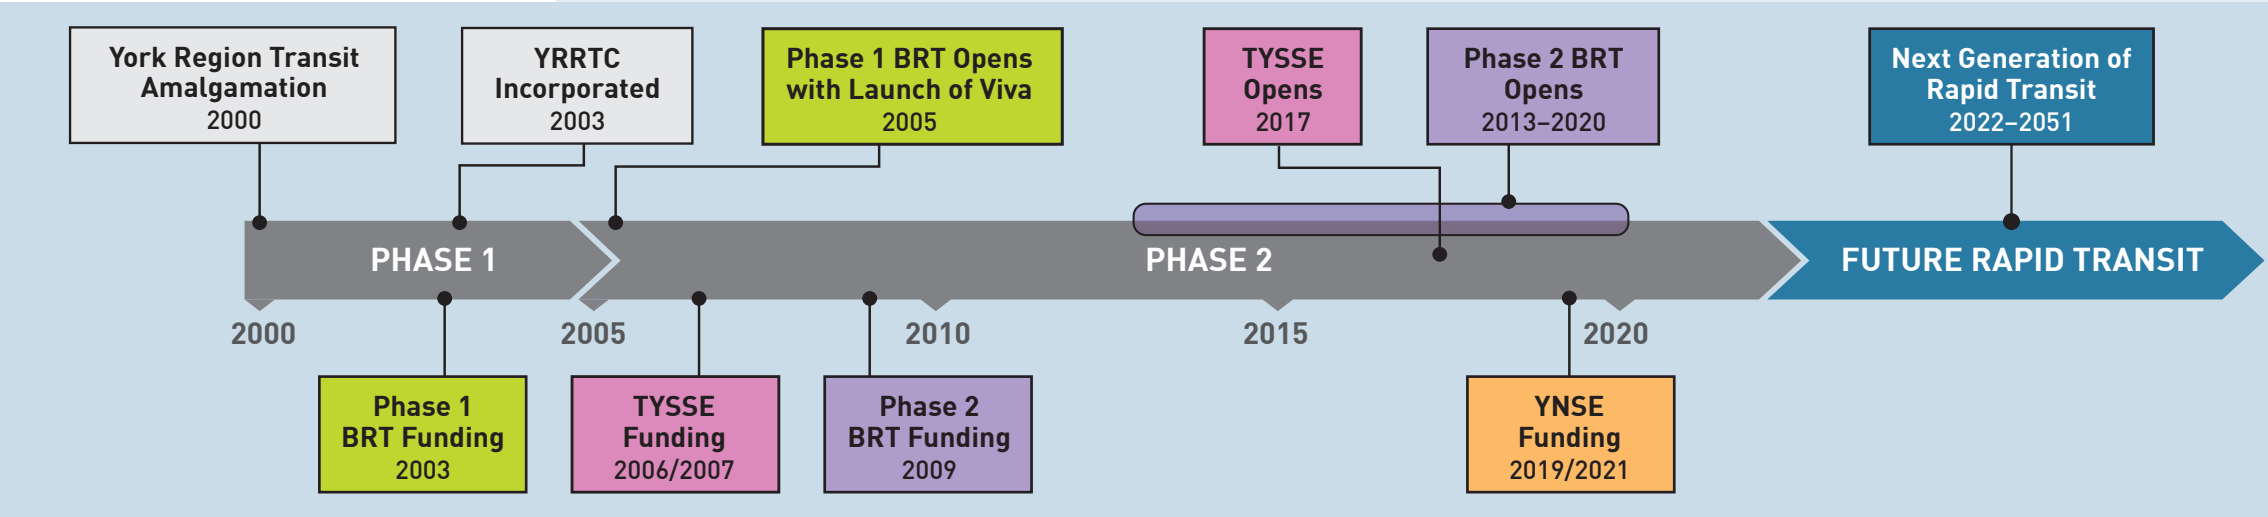 York Region Transit
Amalgamation
2000
YRRTC
Incorporated
2003
Phase 1 BRT Opens
with Launch of Viva
2005
TYSSE
Opens
2017
Phase 2 BRT
Opens
2013–2020
Next Generation of
Rapid Transit
2022–2051
PHASE 1
PHASE 2
FUTURE RAPID TRANSIT
2000
2005
2010
2015
2020
Phase 1
BRT Funding
2003
TYSSE
Funding
2006/2007
Phase 2
BRT Funding
2009
YNSE
Funding
2019/2021